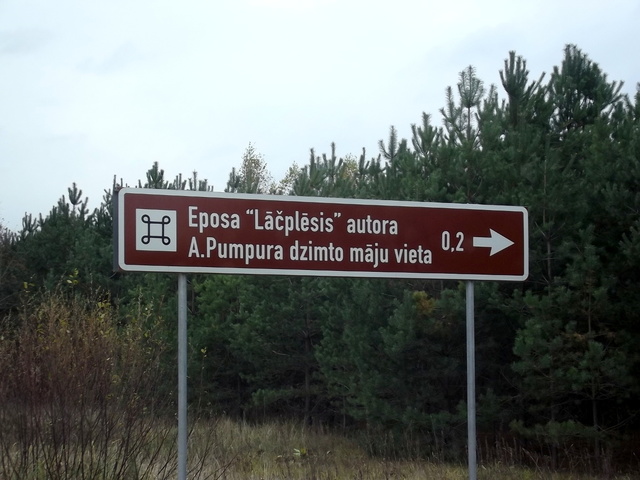 Eposa “Lāčplēsis” autora
A.Pumpura dzimto māju vieta
0,2